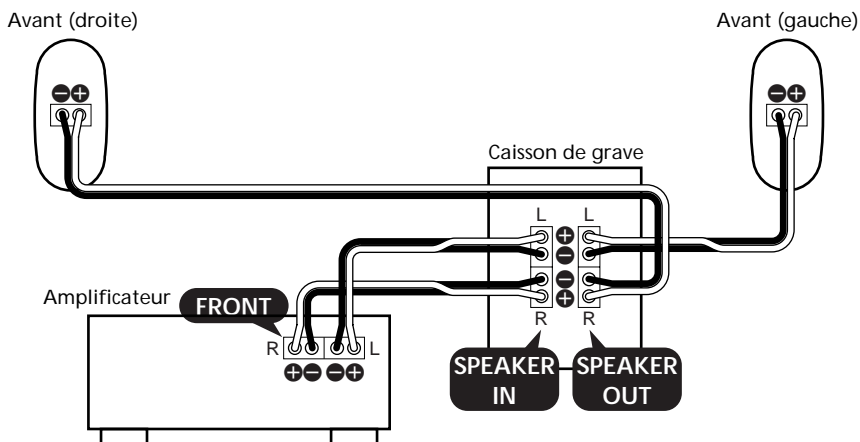 Avant (droite)
Avant (gauche)
Caisson de grave
L L
Amplificateur
FRONT
R L
R R
SPEAKER
IN
SPEAKER
OUT